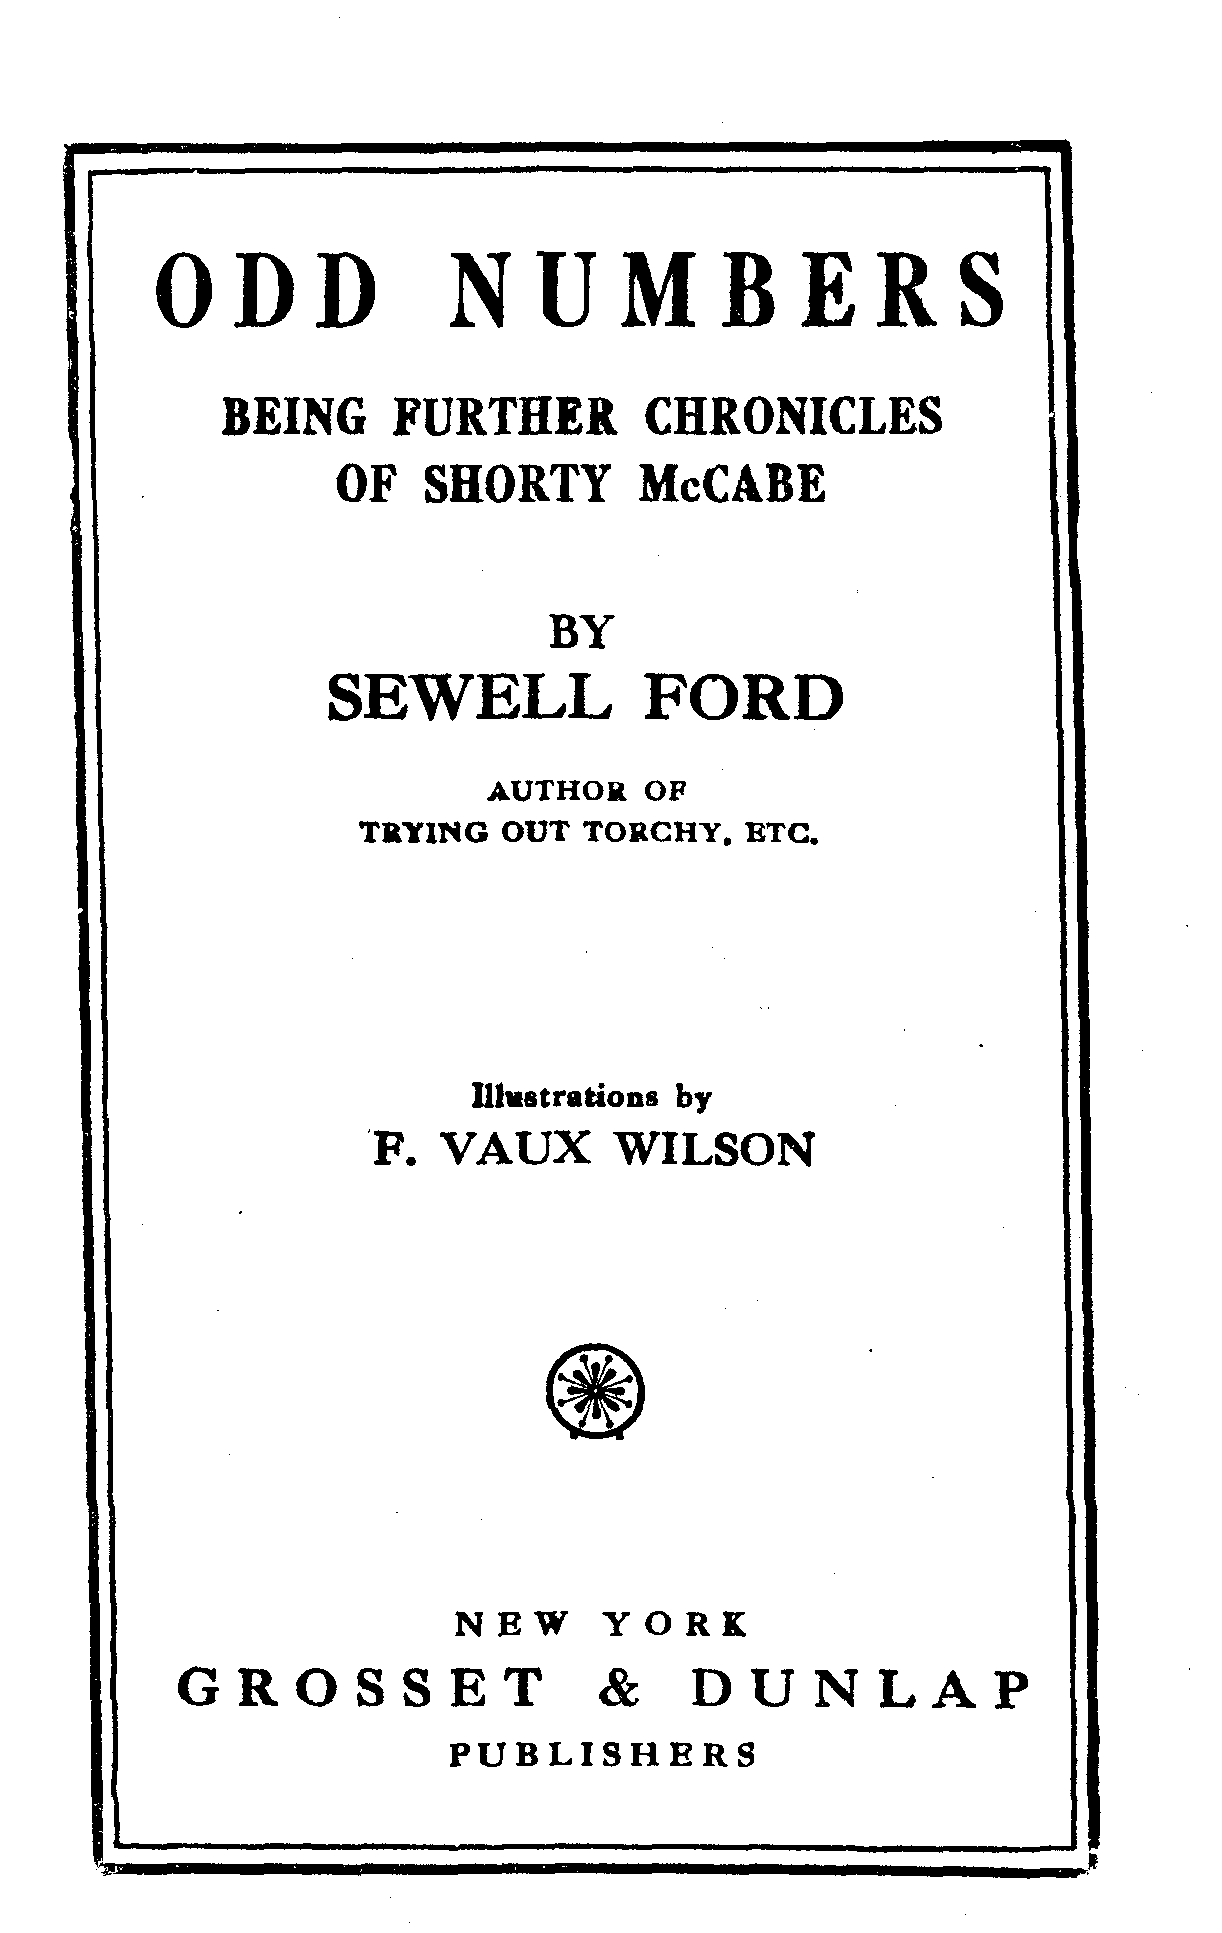 ODD NUMBERS
BEING FURTHER CHRONICLES
OF SHORTY McCABE
BY
SEWELL FORD
AUTHOR OF
TRYING OUT TORCHY, ETC.
Illustrations by
F. VAUX WILSON
NEW YORK
GROSSET & DUNLAP
PUBLISHERS